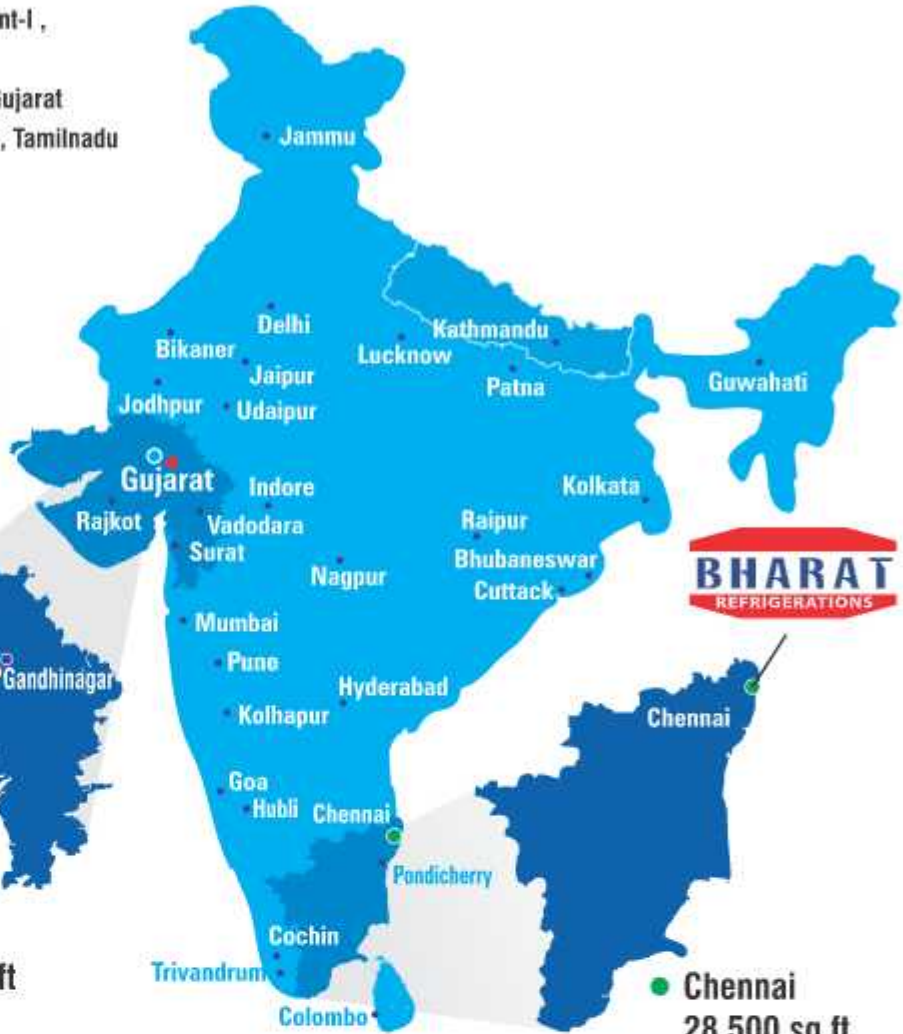 nt-I ,
Gujarat
, Tamilnadu
Jammu
Delhi
Kathmandu
Bikaner
Lucknow
Jaipur
Patna
Guwahati
Jodhpur
Udaipur
Gujarat
Indore
Kolkata
Rajkot
Vadodara
Raipur
Surat
Bhubaneswar
Nagpur
Cuttack
BHARAT
REFRIGERATIONS
Mumbai
Pune
Gandhinagar
Hyderabad
Kolhapur
Chennai
Goa
Hubli
Chennai
Pondicherry
Cochin
Trivandrum
ft
Chennai
Colombo
28,500 sq ft